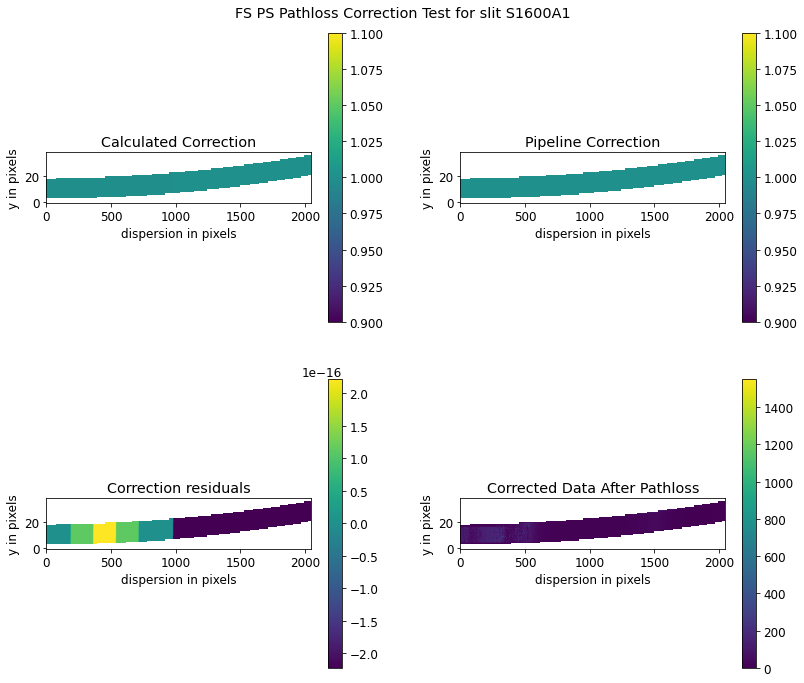 FS PS Pathloss Correction Test for slit S1600A1
Calculated Correction
y in pixels
20
0
0 500 1000 1500 2000
dispersion in pixels
1.100
1.075
1.050
1.025
1.000
0.975
0.950
0.925
0.900
Pipeline Correction
y in pixels
20
0
0 500 1000 1500 2000
dispersion in pixels
1.100
1.075
1.050
1.025
1.000
0.975
0.950
0.925
0.900
Correction residuals
y in pixels
20
0
0 500 1000 1500 2000
dispersion in pixels
1e−16
2.0
1.5
1.0
0.5
0.0
−0.5
−1.0
−1.5
−2.0
Corrected Data After Pathloss
y in pixels
20
0
0 500 1000 1500 2000
dispersion in pixels
1400
1200
1000
800
600
400
200
0